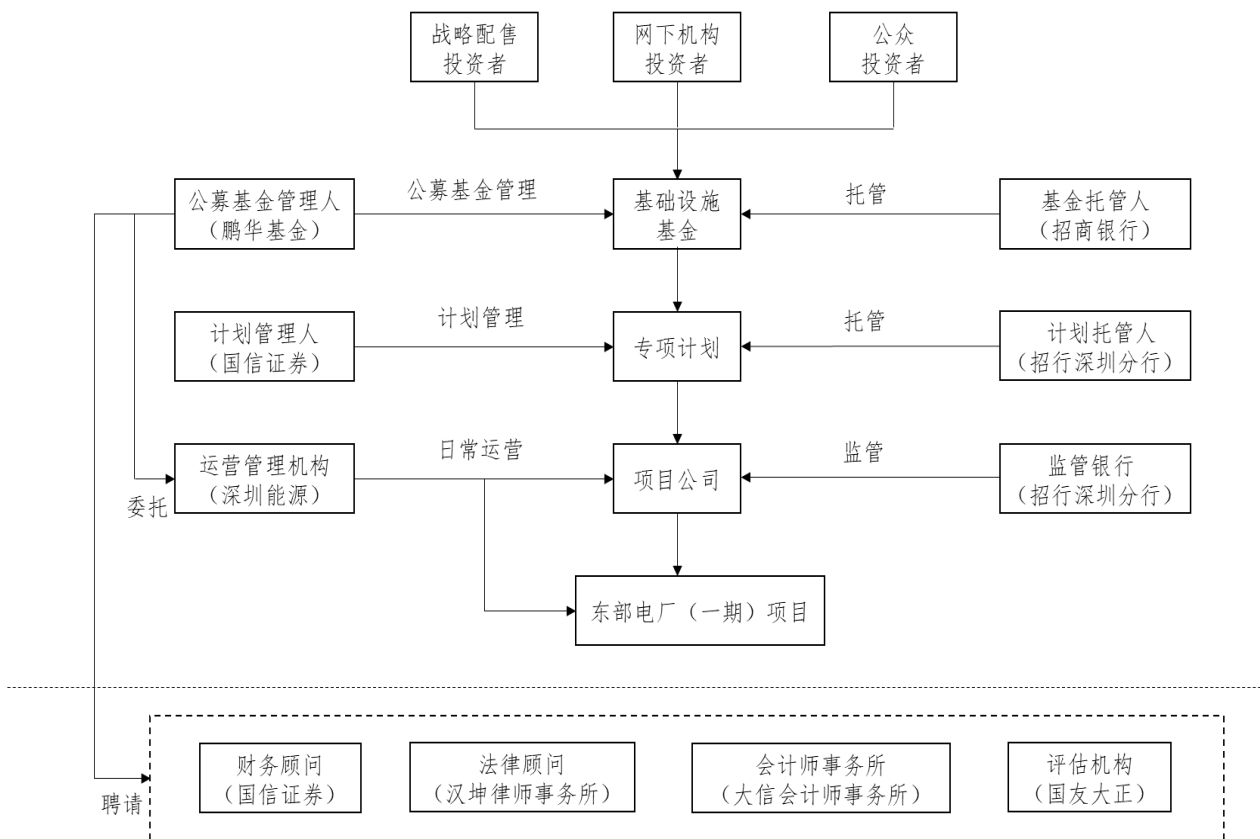 战略配售
投资者
网下机构
投资者
公众
投资者
公募基金管理人
（鹏华基金）
公募基金管理
基础设施
基金
托管
基金托管人
（招商银行）
计划管理人
（国信证券）
计划管理
专项计划
托管
计划托管人
（招行深圳分行）
运营管理机构
（深圳能源）
日常运营
项目公司
监管
监管银行
（招行深圳分行）
委托
东部电厂（一期）项目
财务顾问
（国信证券）
法律顾问
（汉坤律师事务所）
会计师事务所
（大信会计师事务所）
评估机构
（国友大正）
聘请